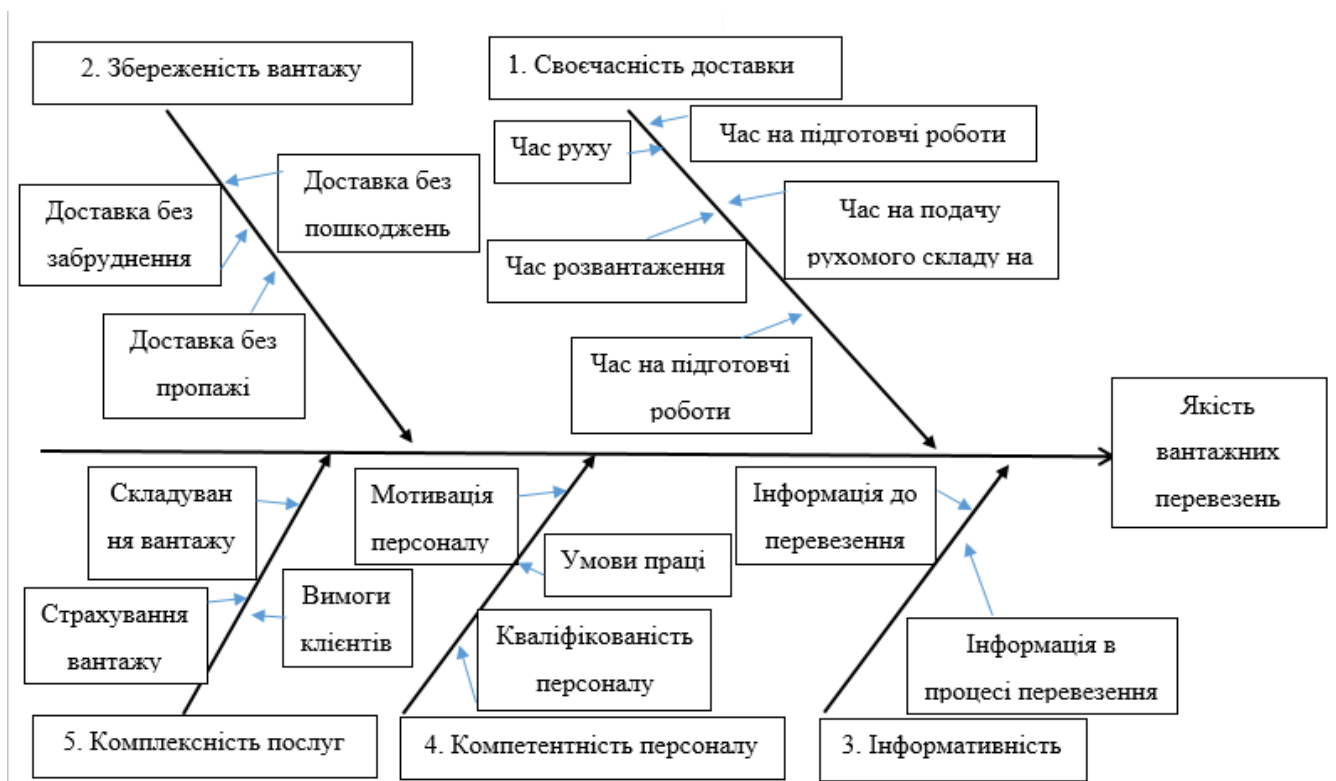 2. Збереженість вантажу
1. Своєчасність доставки
Час на підготовчі роботи
Час руху
Доставка без
пошкоджень
Доставка без
забруднення
Час на подачу
рухомого складу на
Час розвантаження
Доставка без
пропажі
Час на підготовчі
роботи
Якість
вантажних
перевезень
Складуван
ня вантажу
Мотивація
персоналу
Інформація до
перевезення
Умови праці
Страхування
вантажу
Вимоги
клієнтів
Кваліфікованість
персоналу
Інформація в
процесі перевезення
5. Комплексність послуг
4. Компетентність персоналу
3. Інформативність